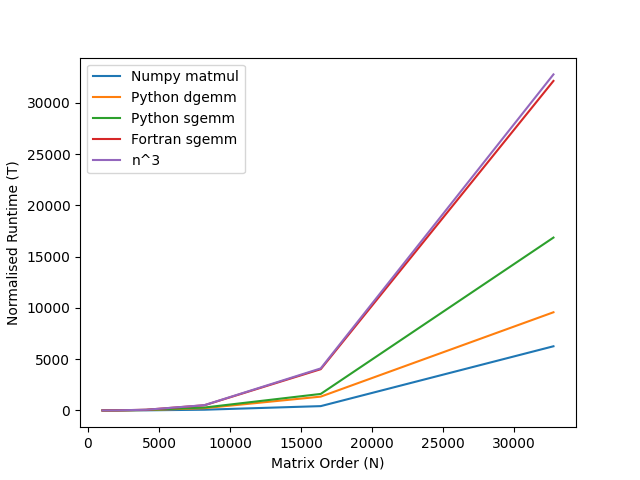 Numpy matmul
Python dgemm
Python sgemm
Fortran sgemm
n^3
Normalised Runtime (T)
30000
25000
20000
15000
10000
5000
0
0 5000 10000 15000 20000 25000 30000
Matrix Order (N)